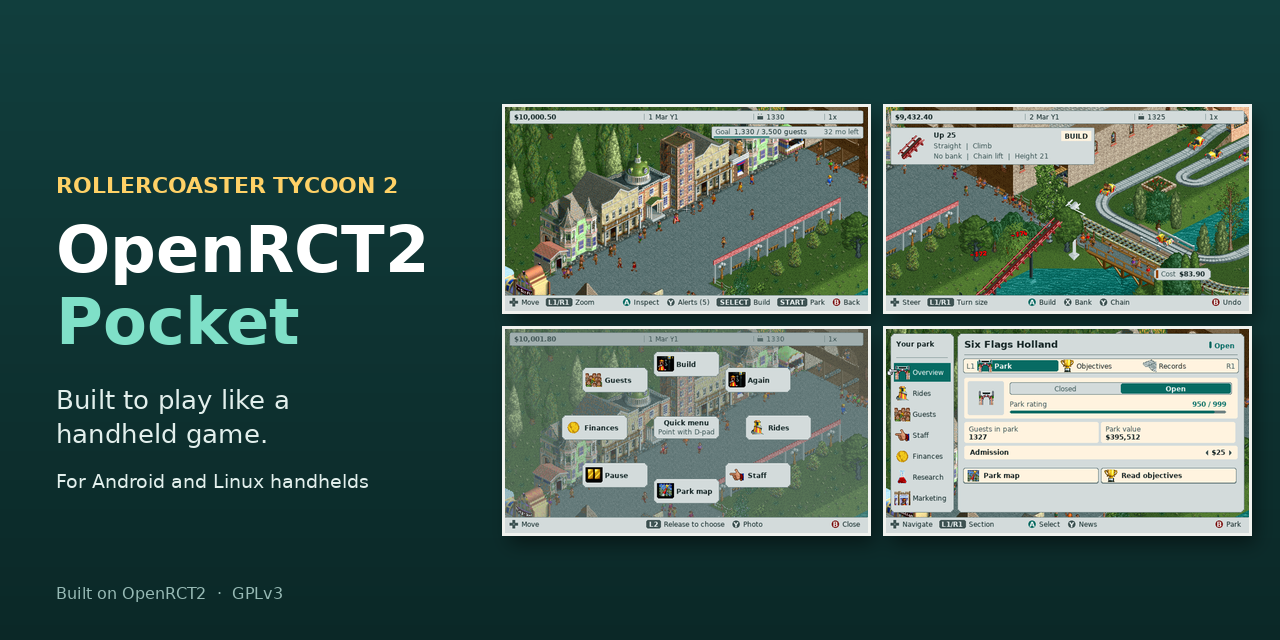 ROLLERCOASTER TYCOON 2
OpenRCT2
Pocket
Built to play like a
handheld game.
For Android and Linux handhelds
Built on OpenRCT2 · GPLv3
$10,000.50 1 Mar Y1 1330 1x
Goal 1,330 / 3,500 guests 32 mo left
Move L1/R1 Zoom A Inspect Y Alerts (5) SELECT Build START Park B Back
$9,432.40 2 Mar Y1 1325 1x
Up 25 BUILD
Straight | Climb
No bank | Chain lift | Height 21
Cost $83.90
Steer L1/R1 Turn size A Build X Bank Y Chain B Undo
$10,001.80 1 Mar Y1 1330 1x
Build
Guests Again
Finances Quick menu Rides
Point with D-pad
Pause Staff
Park map
Move L2 Release to choose Y Photo B Close
Your park Six Flags Holland Open
Overview L1 Park Objectives Records R1
Rides Closed Open
Guests Park rating 950 / 999
Staff Guests in park Park value
1327 $395,512
Finances Admission $25
Research Park map Read objectives
Marketing
Navigate L1/R1 Section A Select Y News B Park